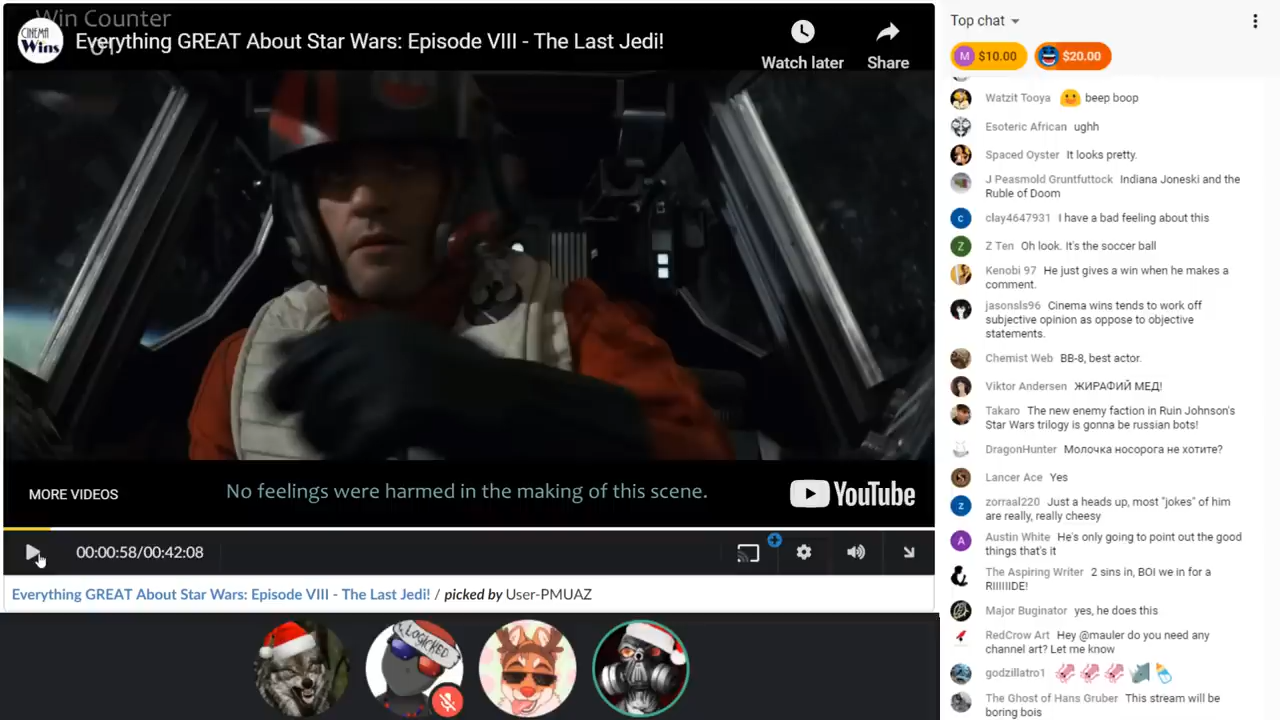 Win Counter
CINEMA
Wins
Everything GREAT About Star Wars: Episode VIII - The Last Jedi!
Watch later
Share
MORE VIDEOS
No feelings were harmed in the making of this scene.
YouTube
00:00:58/00:42:08
Everything GREAT About Star Wars: Episode VIII - The Last Jedi! / picked by User-PMUAZ
LOGICKED
Top chat
M $10.00
$20.00
Watzit Tooya beep boop
Esoteric African ughh
Spaced Oyster It looks pretty.
J Peasmold Gruntfuttock Indiana Joneski and the
Ruble of Doom
c clay4647931 I have a bad feeling about this
Z Z Ten Oh look. It's the soccer ball
Kenobi 97 He just gives a win when he makes a
comment.
jasonsls96 Cinema wins tends to work off
subjective opinion as oppose to objective
statements.
Chemist Web BB-8, best actor.
Viktor Andersen ЖИРАФИЙ МЕД!
Takaro The new enemy faction in Ruin Johnson's
Star Wars trilogy is gonna be russian bots!
DragonHunter Молочка носорога не хотите?
Lancer Ace Yes
z zorraal220 Just a heads up, most "jokes" of him
are really, really cheesy
A Austin White He's only going to point out the good
things that's it
The Aspiring Writer 2 sins in, BOI we in for a
RIIIIIIDE!
Major Buginator yes, he does this
RedCrow Art Hey @mauler do you need any
channel art? Let me know
godzillatro1
The Ghost of Hans Gruber This stream will be
boring bois